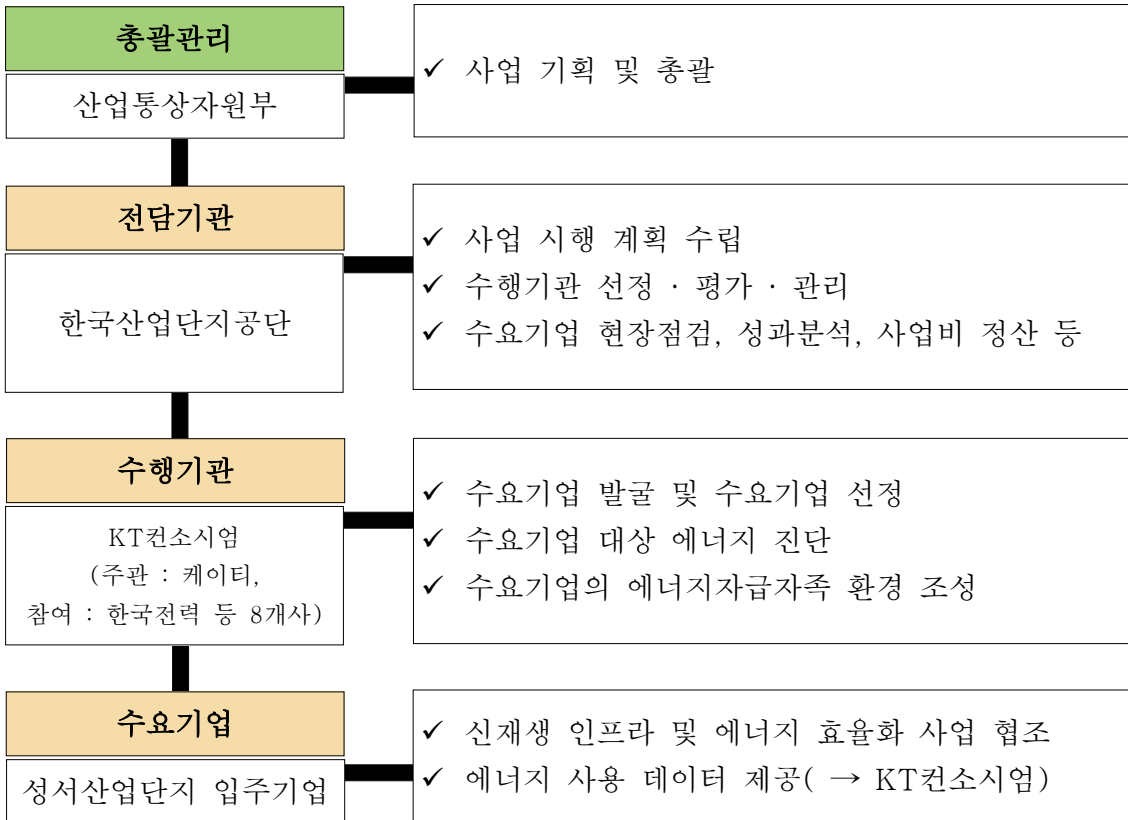 총괄관리
산업통상자원부
✓ 사업 기획 및 총괄
전담기관
한국산업단지공단
✓ 사업 시행 계획 수립
✓ 수행기관 선정 · 평가 · 관리
✓ 수요기업 현장점검, 성과분석, 사업비 정산 등
수행기관
KT컨소시엄
(주관 : 케이티,
참여 : 한국전력 등 8개사)
✓ 수요기업 발굴 및 수요기업 선정
✓ 수요기업 대상 에너지 진단
✓ 수요기업의 에너지자급자족 환경 조성
수요기업
성서산업단지 입주기업
✓ 신재생 인프라 및 에너지 효율화 사업 협조
✓ 에너지 사용 데이터 제공( → KT컨소시엄)